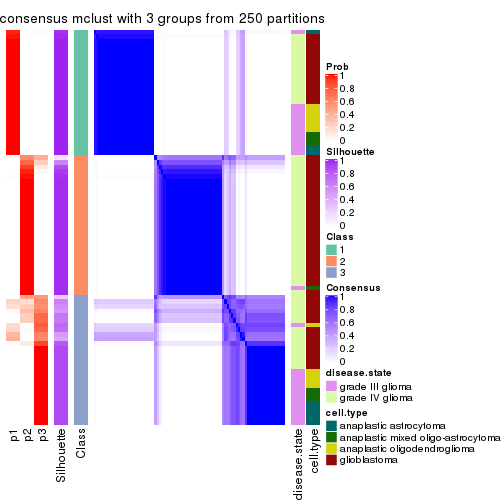 consensus mclust with 3 groups from 250 partitions
Prob
1
0.8
0.6
0.4
0.2
0
Silhouette
1
0.8
0.6
0.4
0.2
0
Class
1
2
3
Consensus
1
0.8
0.6
0.4
0.2
0
disease.state
grade III glioma
grade IV glioma
cell.type
anaplastic astrocytoma
anaplastic mixed oligo-astrocytoma
anaplastic oligodendroglioma
glioblastoma
p1
p2
p3
Silhouette
Class
disease.state
cell.type